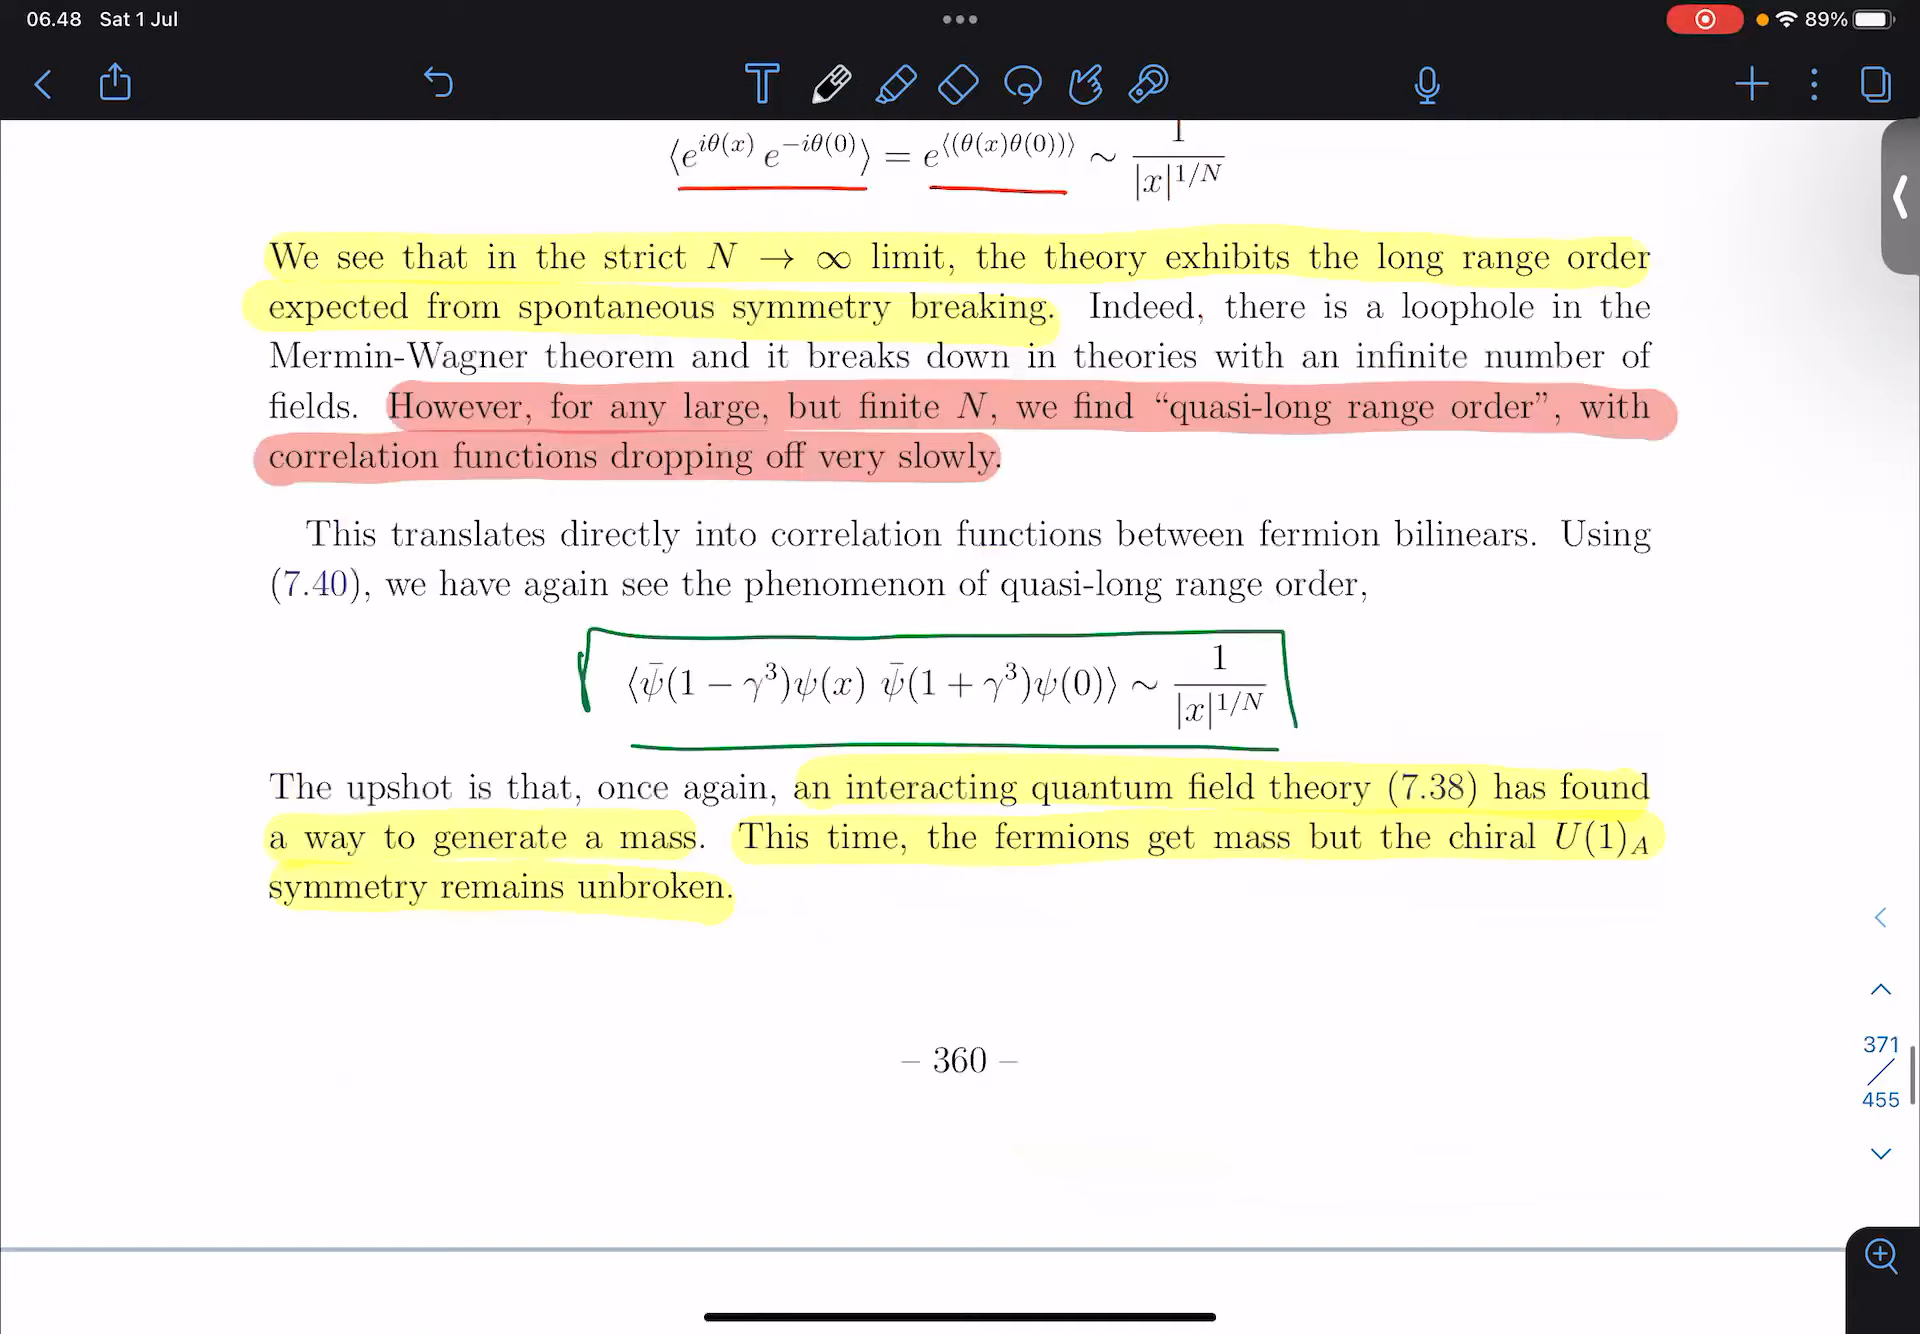 06.48 Sat 1 Jul
89%
⟨e^{iθ(x)} e^{−iθ(0)}⟩ = e^{⟨(θ(x)θ(0))⟩} ∼ 1/|x|^{1/N}
We see that in the strict N → ∞ limit, the theory exhibits the long range order
expected from spontaneous symmetry breaking. Indeed, there is a loophole in the
Mermin-Wagner theorem and it breaks down in theories with an infinite number of
fields. However, for any large, but finite N, we find “quasi-long range order”, with
correlation functions dropping off very slowly.
This translates directly into correlation functions between fermion bilinears. Using
(7.40), we have again see the phenomenon of quasi-long range order,
⟨ψ̄(1 − γ³)ψ(x) ψ̄(1 + γ³)ψ(0)⟩ ∼ 1/|x|^{1/N}
The upshot is that, once again, an interacting quantum field theory (7.38) has found
a way to generate a mass. This time, the fermions get mass but the chiral U(1)_A
symmetry remains unbroken.
– 360 –
371
/
455